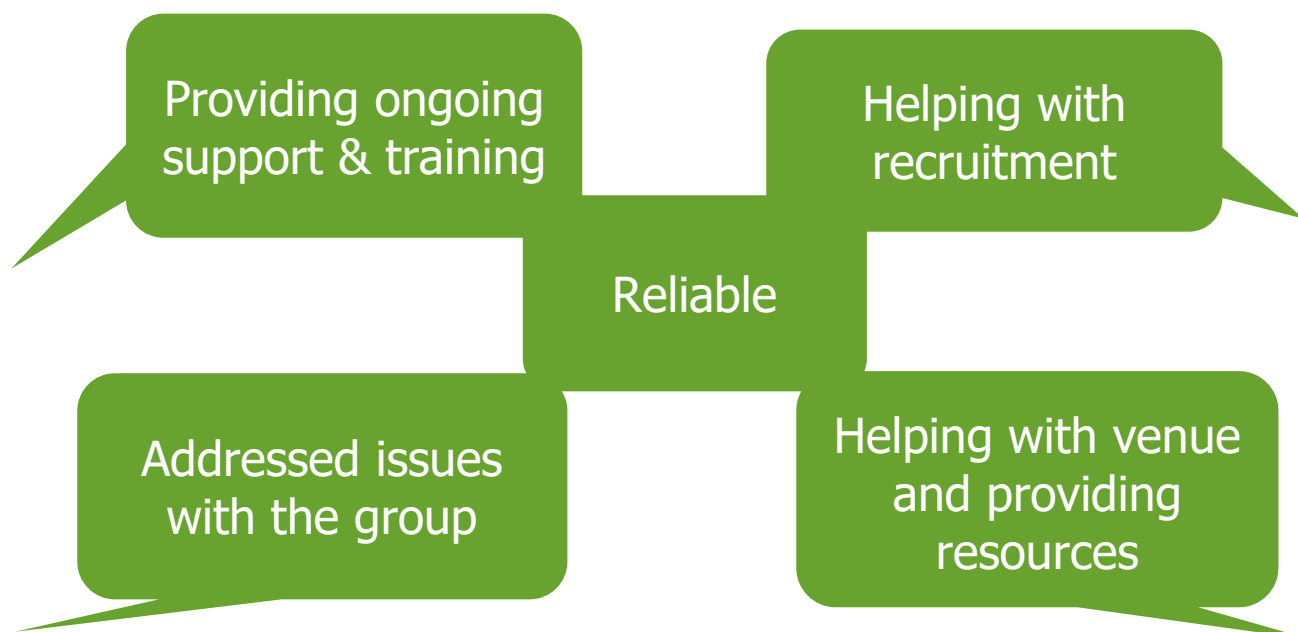 Providing ongoing
support & training
Helping with
recruitment
Reliable
Addressed issues
with the group
Helping with venue
and providing
resources